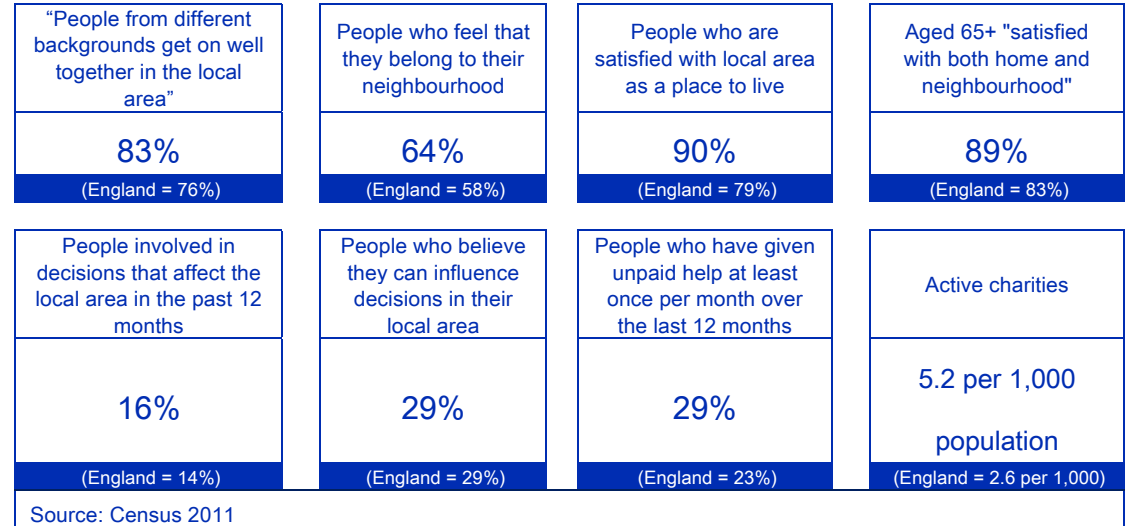 “People from different
backgrounds get on well
together in the local
area”
83%
(England = 76%)
People who feel that
they belong to their
neighbourhood
64%
(England = 58%)
People who are
satisfied with local area
as a place to live
90%
(England = 79%)
Aged 65+ "satisfied
with both home and
neighbourhood"
89%
(England = 83%)
People involved in
decisions that affect the
local area in the past 12
months
16%
(England = 14%)
People who believe
they can influence
decisions in their
local area
29%
(England = 29%)
People who have given
unpaid help at least
once per month over
the last 12 months
29%
(England = 23%)
Active charities
5.2 per 1,000
population
(England = 2.6 per 1,000)
Source: Census 2011